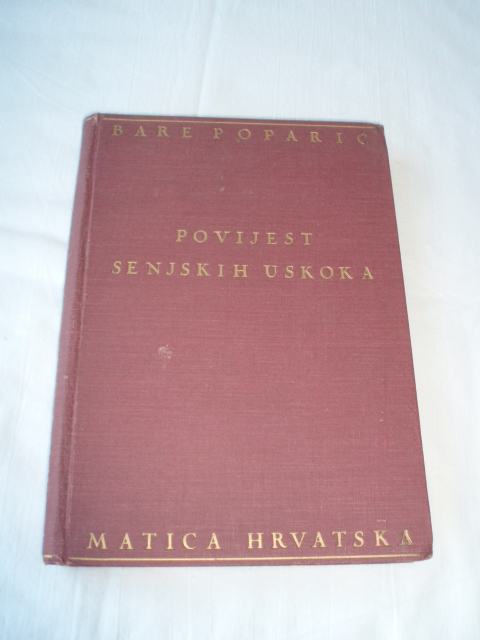 BARE POPARIĆ
POVIJEST
SENJSKIH USKOKA
MATICA HRVATSKA